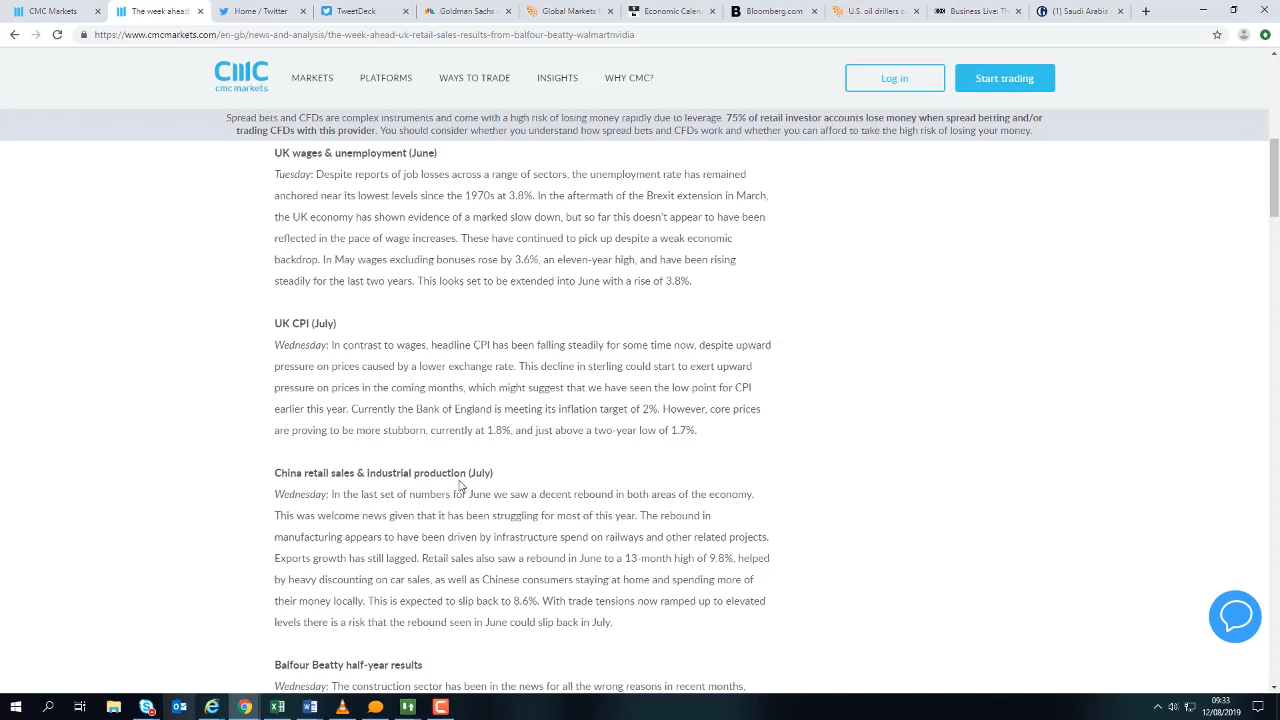 CMC Markets
The week ahead
Home / Twitter
TweetDeck
Goldman Sachs
Global Markets
Economic Calen
Bloomberg.com
U.S. oil drillers c
Business Live: Th
(1) Saudi Arabia
https://www.cmcmarkets.com/en-gb/news-and-analysis/the-week-ahead-uk-retail-sales-results-from-balfour-beatty-walmartnvidia
cmc markets
MARKETS
PLATFORMS
WAYS TO TRADE
INSIGHTS
WHY CMC?
Log in
Start trading
Spread bets and CFDs are complex instruments and come with a high risk of losing money rapidly due to leverage. 75% of retail investor accounts lose money when spread betting and/or
trading CFDs with this provider. You should consider whether you understand how spread bets and CFDs work and whether you can afford to take the high risk of losing your money.
UK wages & unemployment (June)
Tuesday: Despite reports of job losses across a range of sectors, the unemployment rate has remained
anchored near its lowest levels since the 1970s at 3.8%. In the aftermath of the Brexit extension in March,
the UK economy has shown evidence of a marked slow down, but so far this doesn't appear to have been
reflected in the pace of wage increases. These have continued to pick up despite a weak economic
backdrop. In May wages excluding bonuses rose by 3.6%, an eleven-year high, and have been rising
steadily for the last two years. This looks set to be extended into June with a rise of 3.8%.
UK CPI (July)
Wednesday: In contrast to wages, headline CPI has been falling steadily for some time now, despite upward
pressure on prices caused by a lower exchange rate. This decline in sterling could start to exert upward
pressure on prices in the coming months, which might suggest that we have seen the low point for CPI
earlier this year. Currently the Bank of England is meeting its inflation target of 2%. However, core prices
are proving to be more stubborn, currently at 1.8%, and just above a two-year low of 1.7%.
China retail sales & industrial production (July)
Wednesday: In the last set of numbers for June we saw a decent rebound in both areas of the economy.
This was welcome news given that it has been struggling for most of this year. The rebound in
manufacturing appears to have been driven by infrastructure spend on railways and other related projects.
Exports growth has still lagged. Retail sales also saw a rebound in June to a 13-month high of 9.8%, helped
by heavy discounting on car sales, as well as Chinese consumers staying at home and spending more of
their money locally. This is expected to slip back to 8.6%. With trade tensions now ramped up to elevated
levels there is a risk that the rebound seen in June could slip back in July.
Balfour Beatty half-year results
Wednesday: The construction sector has been in the news for all the wrong reasons in recent months,
09:33
12/08/2019